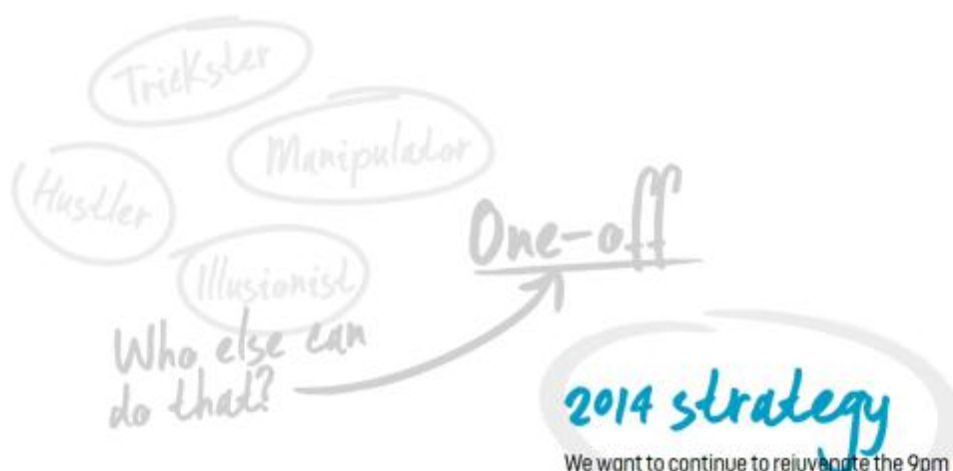 Trickster
Manipulator
Hustler
One-off
Illusionist
Who else can
do that?
2014 strategy
We want to continue to rejuvenate the 9pm